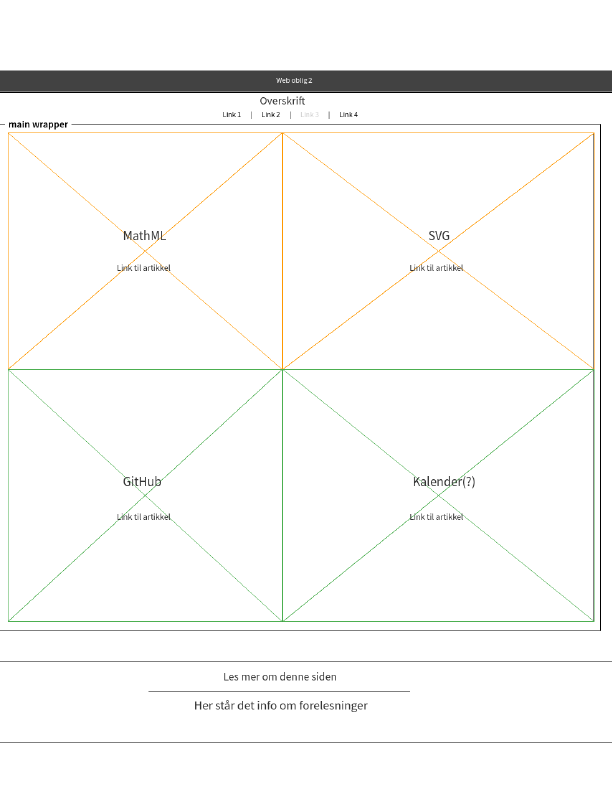 Web oblig 2
Overskrift
Link 1 | Link 2 | Link 3 | Link 4
main wrapper
MathML
SVG
Link til artikkel
Link til artikkel
GitHub
Kalender(?)
Link til artikkel
Link til artikkel
Les mer om denne siden
Her står det info om forelesninger